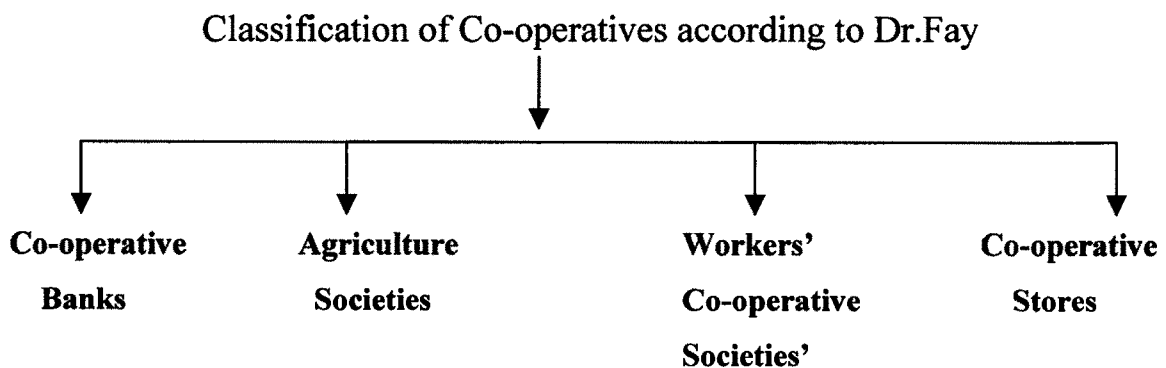 Classification of Co-operatives according to Dr.Fay
Co-operative
Banks
Agriculture
Societies
Workers’
Co-operative
Societies’
Co-operative
Stores